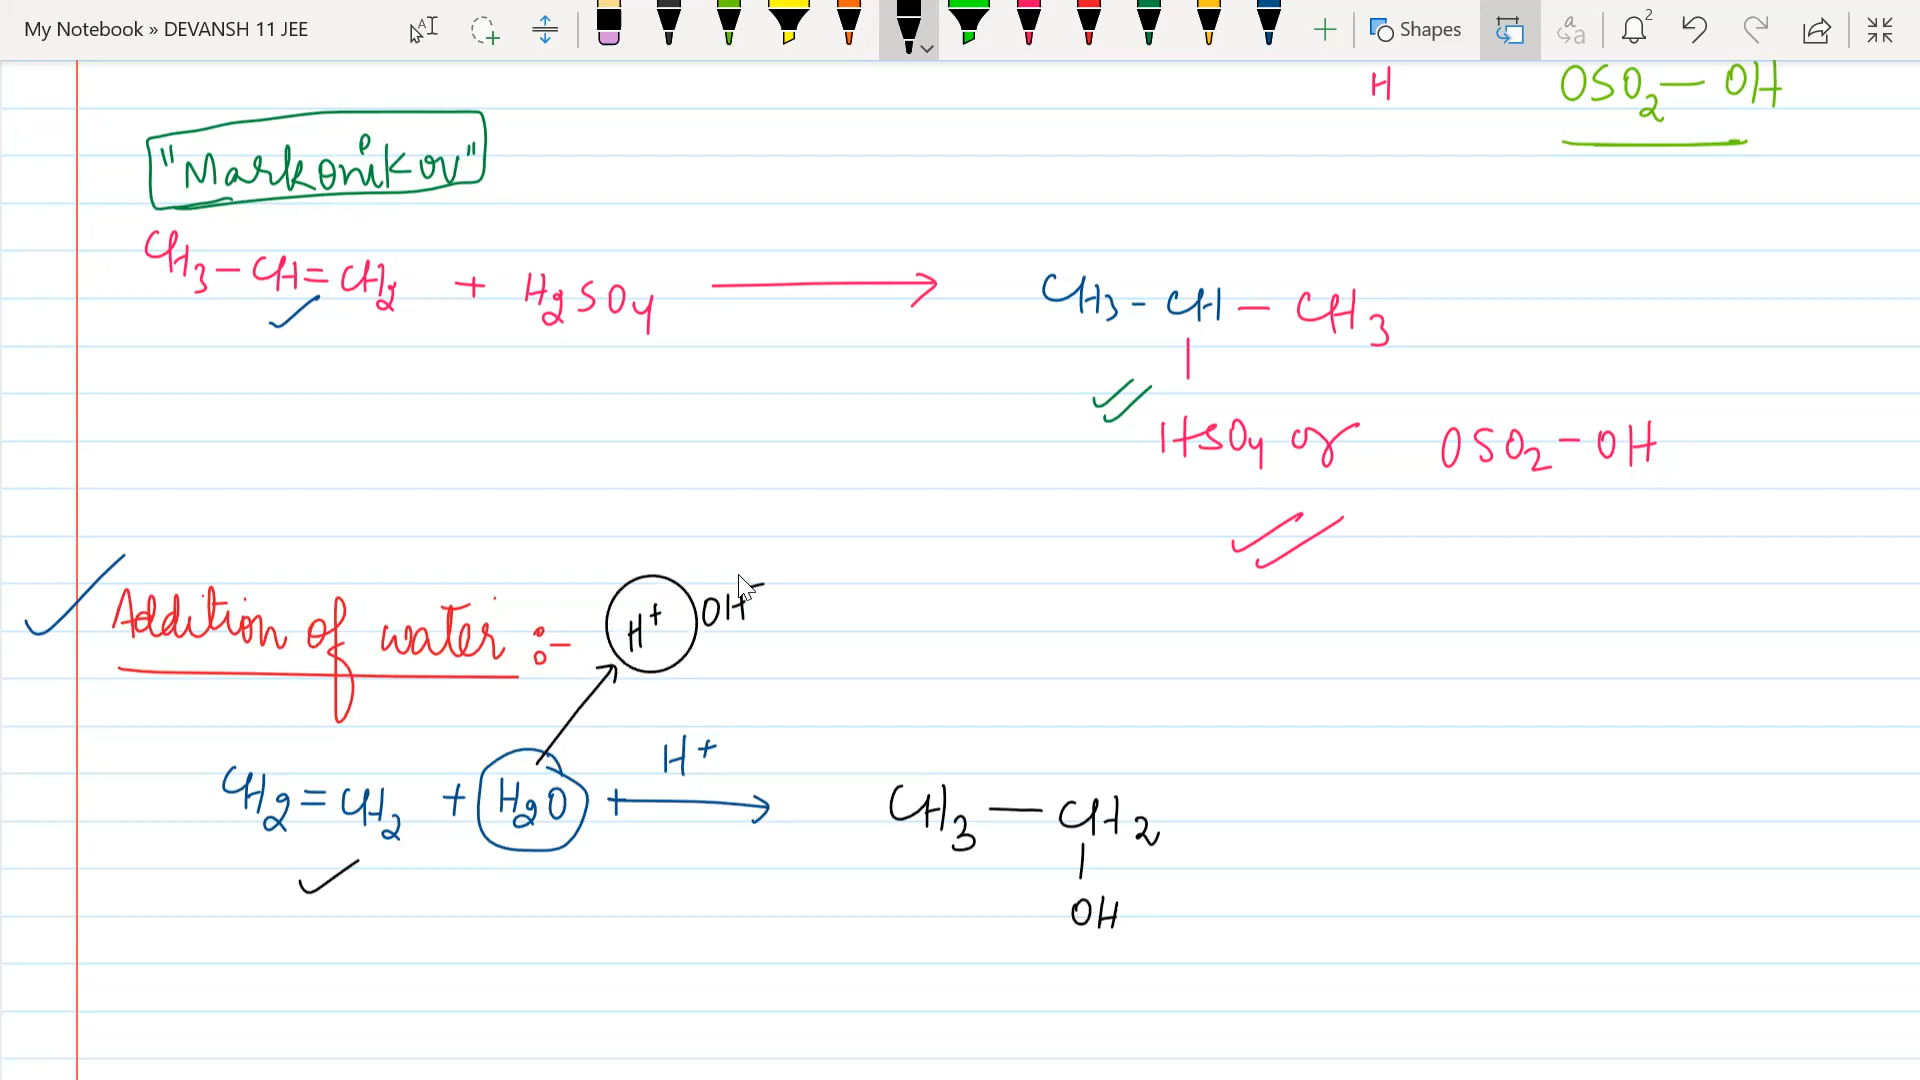 My Notebook » DEVANSH 11 JEE
Shapes
2
H
OSO₂— OH
"Markonikov"
CH₃ — CH = CH₂ + H₂SO₄ ⟶ CH₃ - CH — CH₃
|
HSO₄ or OSO₂ - OH
H⁺ OH⁻
Addition of water :-
H⁺
CH₂ = CH₂ + H₂O + ⟶ CH₃ — CH₂
|
OH